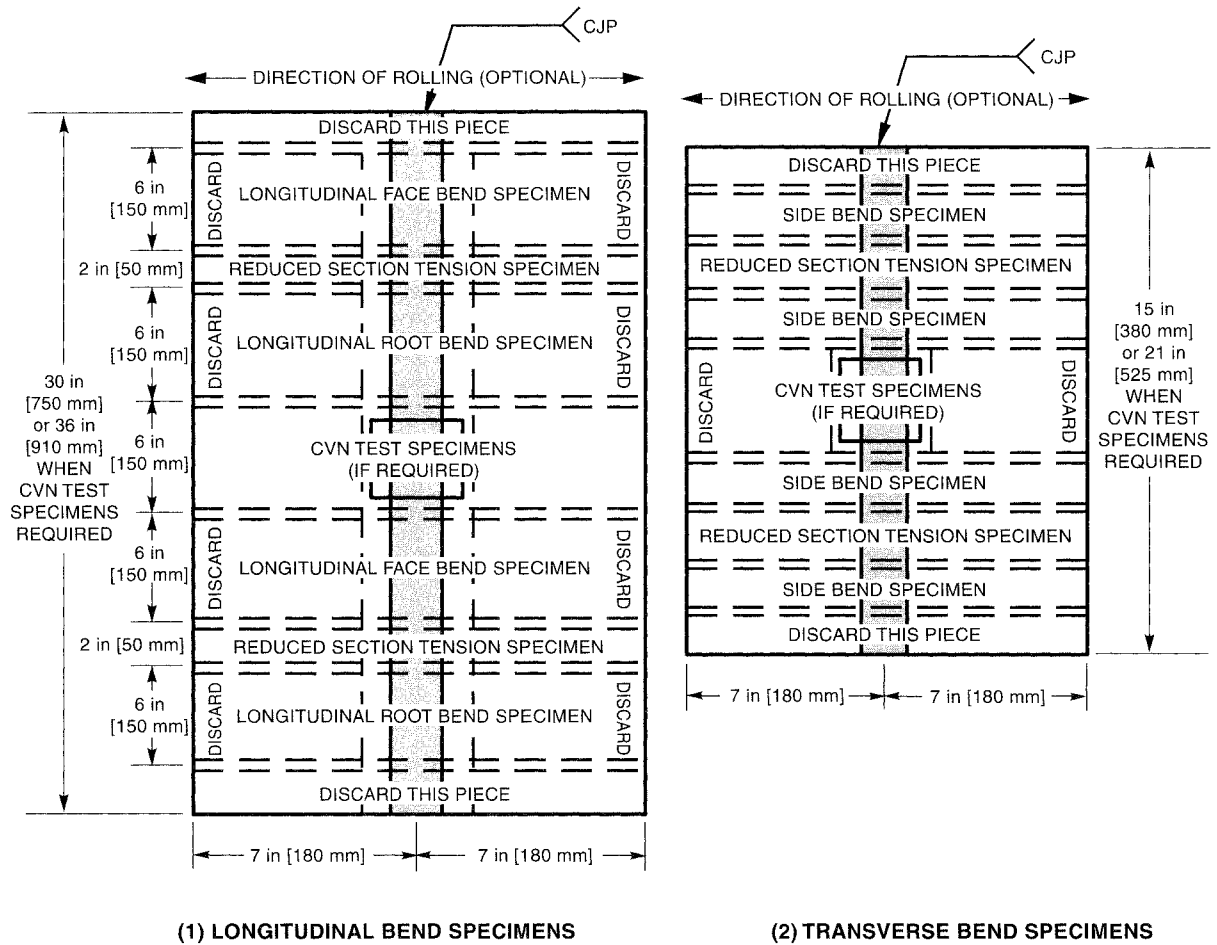 CJP
DIRECTION OF ROLLING (OPTIONAL)
DISCARD THIS PIECE
6 in
[150 mm]
DISCARD
LONGITUDINAL FACE BEND SPECIMEN
DISCARD
2 in [50 mm]
REDUCED SECTION TENSION SPECIMEN
6 in
[150 mm]
DISCARD
LONGITUDINAL ROOT BEND SPECIMEN
DISCARD
30 in
[750 mm]
or 36 in
[910 mm]
WHEN
CVN TEST
SPECIMENS
REQUIRED
6 in
[150 mm]
CVN TEST SPECIMENS
(IF REQUIRED)
6 in
[150 mm]
DISCARD
LONGITUDINAL FACE BEND SPECIMEN
DISCARD
2 in [50 mm]
REDUCED SECTION TENSION SPECIMEN
6 in
[150 mm]
DISCARD
LONGITUDINAL ROOT BEND SPECIMEN
DISCARD
DISCARD THIS PIECE
7 in [180 mm]
7 in [180 mm]
(1) LONGITUDINAL BEND SPECIMENS
CJP
DIRECTION OF ROLLING (OPTIONAL)
DISCARD THIS PIECE
SIDE BEND SPECIMEN
REDUCED SECTION TENSION SPECIMEN
SIDE BEND SPECIMEN
DISCARD
CVN TEST SPECIMENS
(IF REQUIRED)
DISCARD
SIDE BEND SPECIMEN
REDUCED SECTION TENSION SPECIMEN
SIDE BEND SPECIMEN
DISCARD THIS PIECE
15 in
[380 mm]
or 21 in
[525 mm]
WHEN
CVN TEST
SPECIMENS
REQUIRED
7 in [180 mm]
7 in [180 mm]
(2) TRANSVERSE BEND SPECIMENS